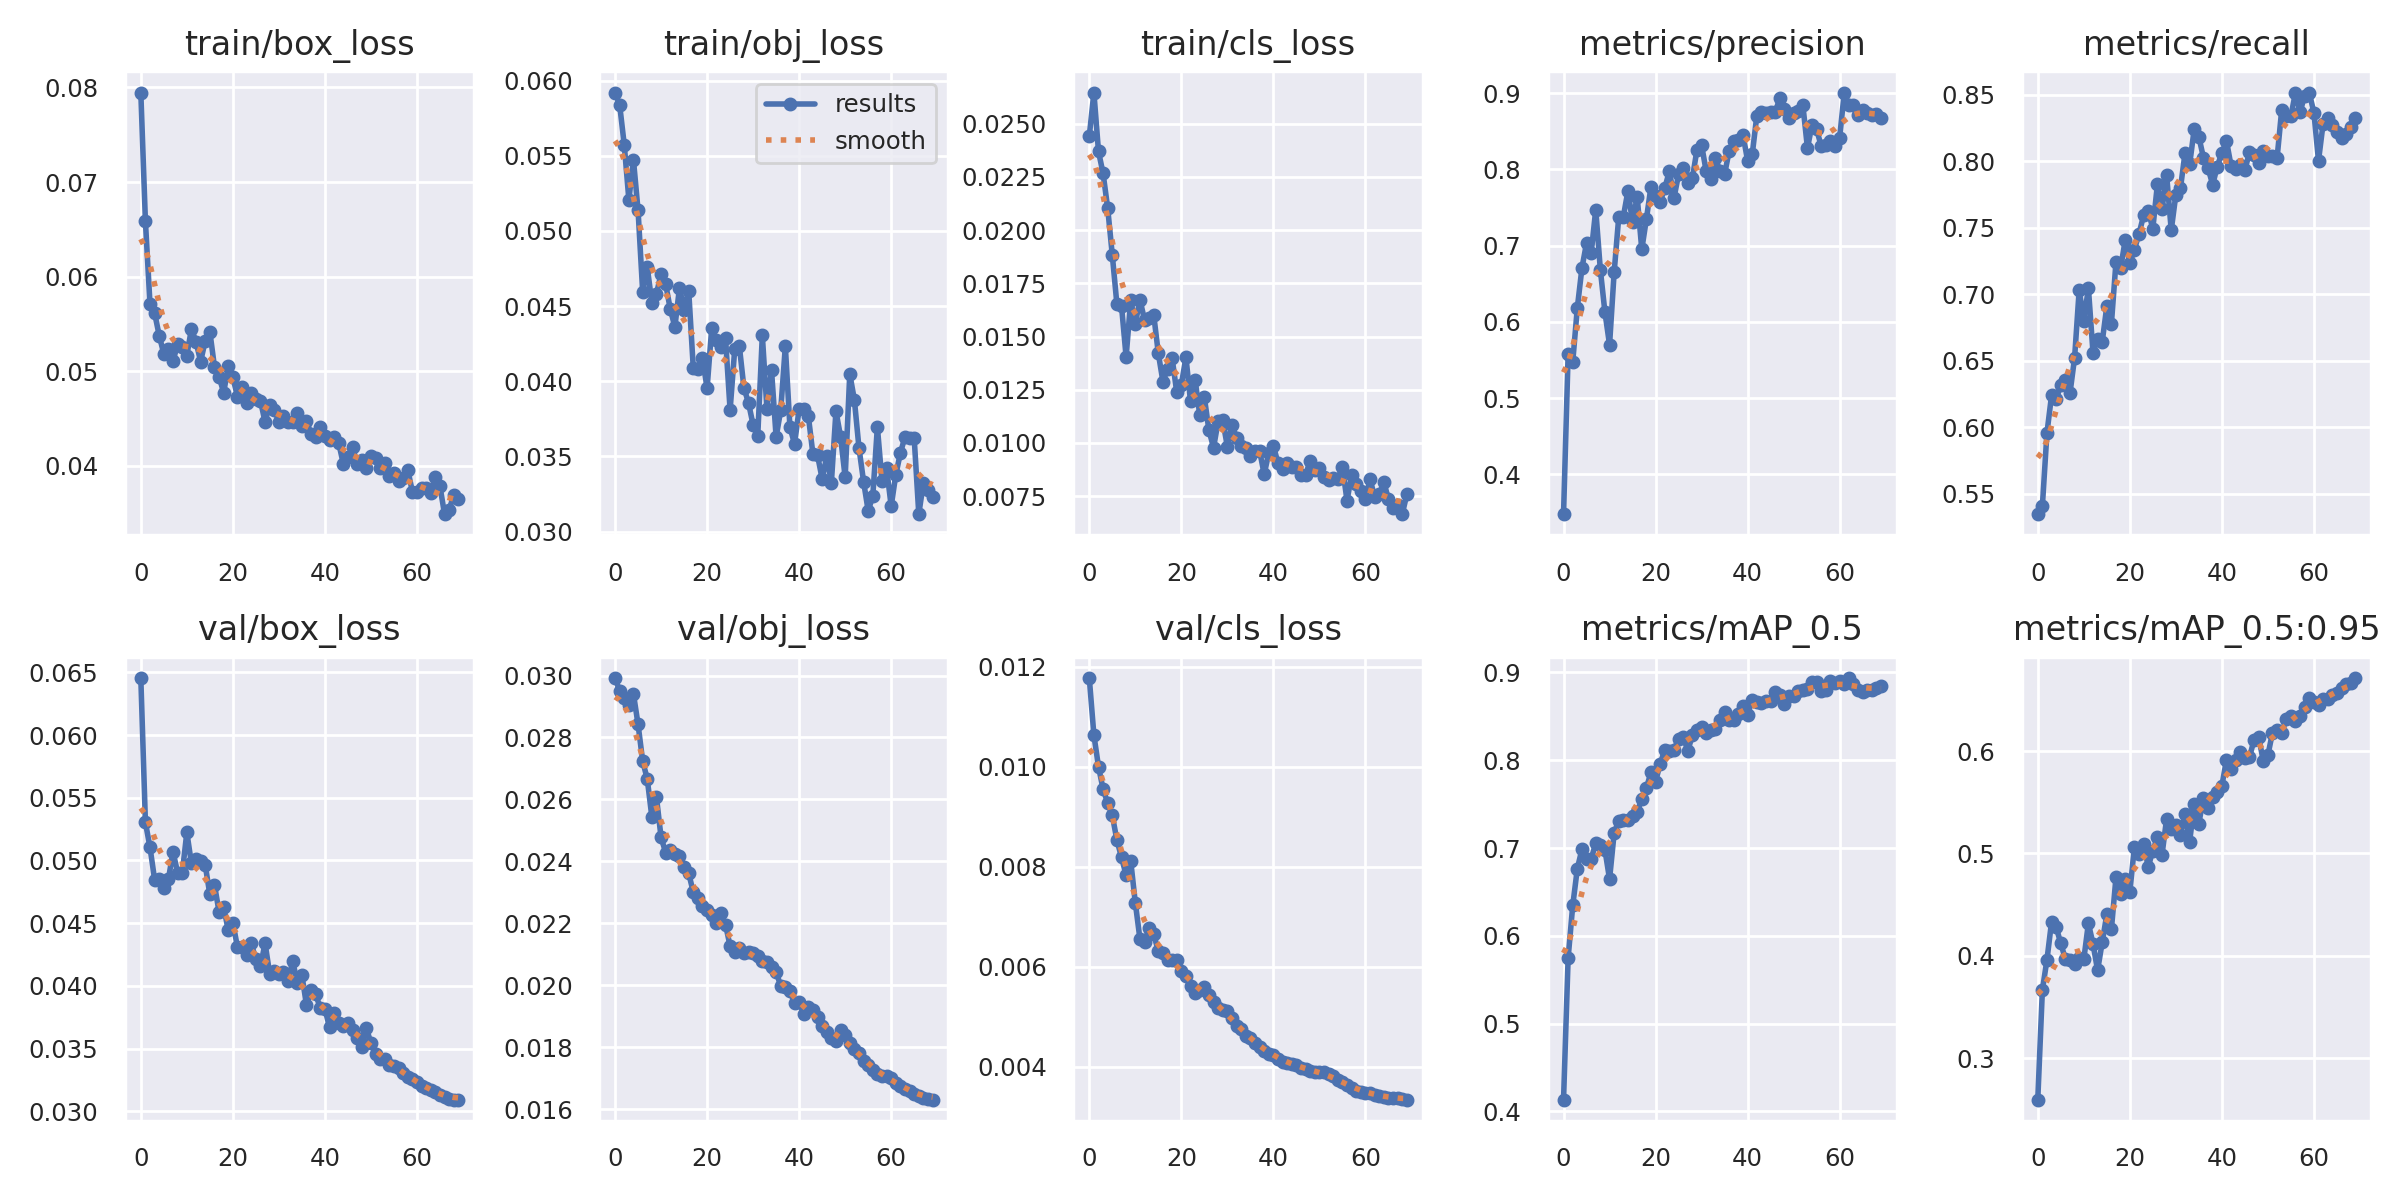 train/box_loss
0.08
0.07
0.06
0.05
0.04
0 20 40 60
train/obj_loss
results
smooth
0.060
0.055
0.050
0.045
0.040
0.035
0.030
0 20 40 60
train/cls_loss
0.0250
0.0225
0.0200
0.0175
0.0150
0.0125
0.0100
0.0075
0 20 40 60
metrics/precision
0.9
0.8
0.7
0.6
0.5
0.4
0 20 40 60
metrics/recall
0.85
0.80
0.75
0.70
0.65
0.60
0.55
0 20 40 60
val/box_loss
0.065
0.060
0.055
0.050
0.045
0.040
0.035
0.030
0 20 40 60
val/obj_loss
0.030
0.028
0.026
0.024
0.022
0.020
0.018
0.016
0 20 40 60
val/cls_loss
0.012
0.010
0.008
0.006
0.004
0 20 40 60
metrics/mAP_0.5
0.9
0.8
0.7
0.6
0.5
0.4
0 20 40 60
metrics/mAP_0.5:0.95
0.6
0.5
0.4
0.3
0 20 40 60